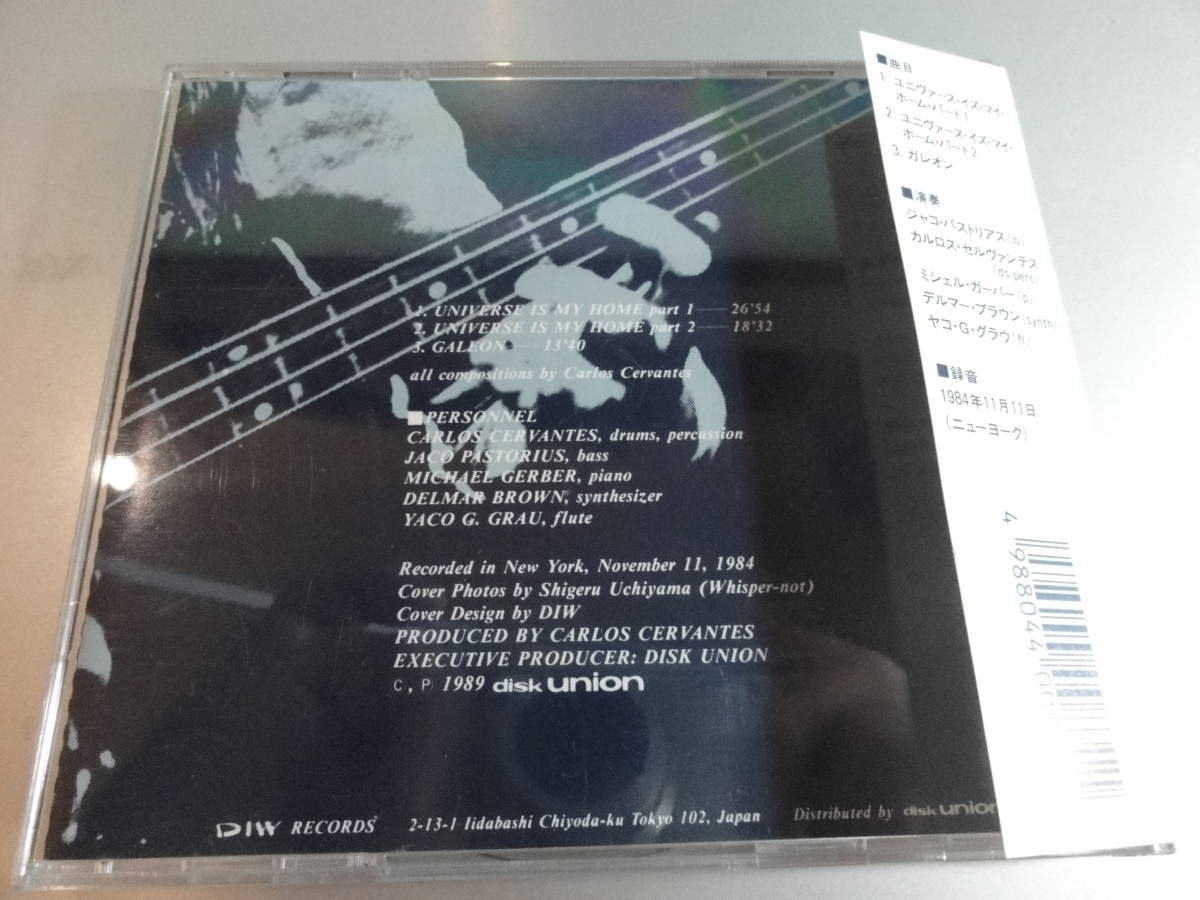 1. UNIVERSE IS MY HOME part 1 — 26'54
2. UNIVERSE IS MY HOME part 2 — 18'32
3. GALEON — 13'40
all compositions by Carlos Cervantes
■PERSONNEL
CARLOS CERVANTES, drums, percussion
JACO PASTORIUS, bass
MICHAEL GERBER, piano
DELMAR BROWN, synthesizer
YACO G. GRAU, flute
Recorded in New York, November 11, 1984
Cover Photos by Shigeru Uchiyama (Whisper-not)
Cover Design by DIW
PRODUCED BY CARLOS CERVANTES
EXECUTIVE PRODUCER: DISK UNION
C, P 1989 disk union
DIW RECORDS 2-13-1 Iidabashi Chiyoda-ku Tokyo 102, Japan Distributed by disk union
■曲目
1. ユニヴァース・イズ・マイ・
ホーム・パート1
2. ユニヴァース・イズ・マイ・
ホーム・パート2
3. ガレオン
■演奏
ジャコ・パストリアス(b)
カルロス・セルヴァンテス
(ds,perc)
ミシェル・ガーバー(p)
デルマー・ブラウン(synth)
ヤコ・G・グラウ(fl)
■録音
1984年11月11日
(ニューヨーク)
4 988044